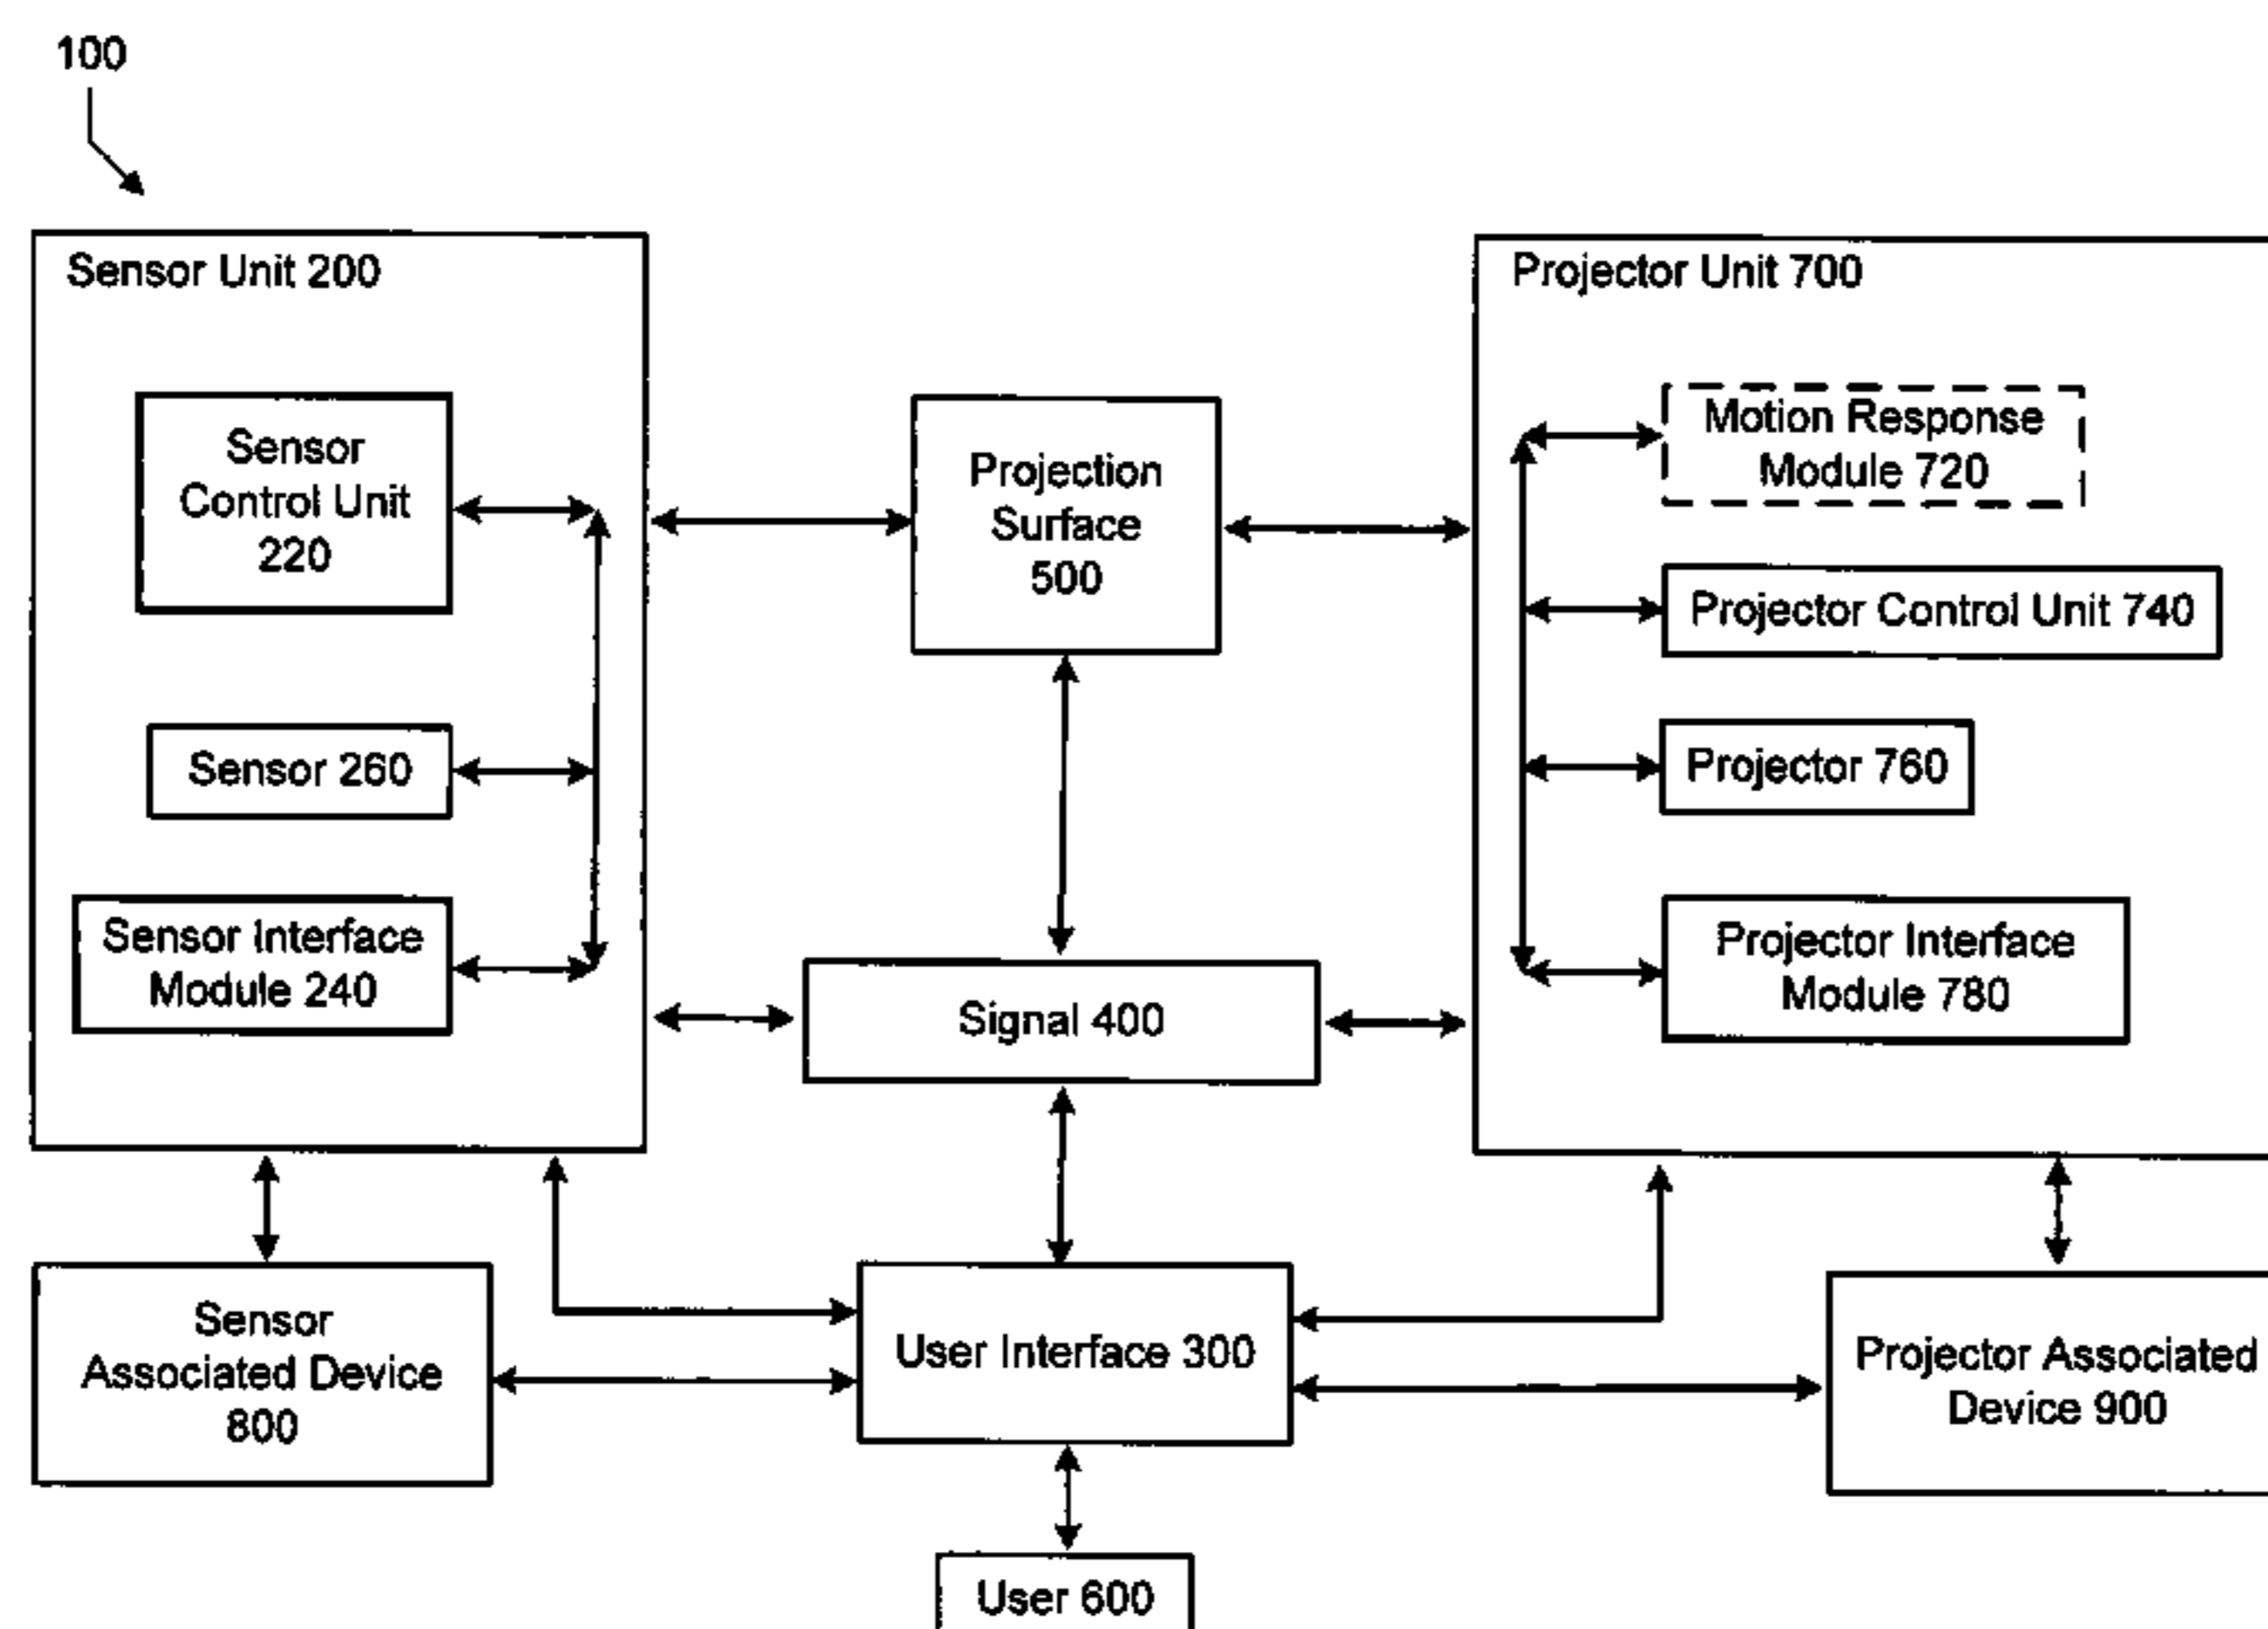 100
Sensor Unit 200
Sensor
Control Unit
220
Sensor 260
Sensor Interface
Module 240
Projection
Surface
500
Signal 400
Projector Unit 700
Motion Response
Module 720
Projector Control Unit 740
Projector 760
Projector Interface
Module 780
Sensor
Associated Device
800
User Interface 300
Projector Associated
Device 900
User 600